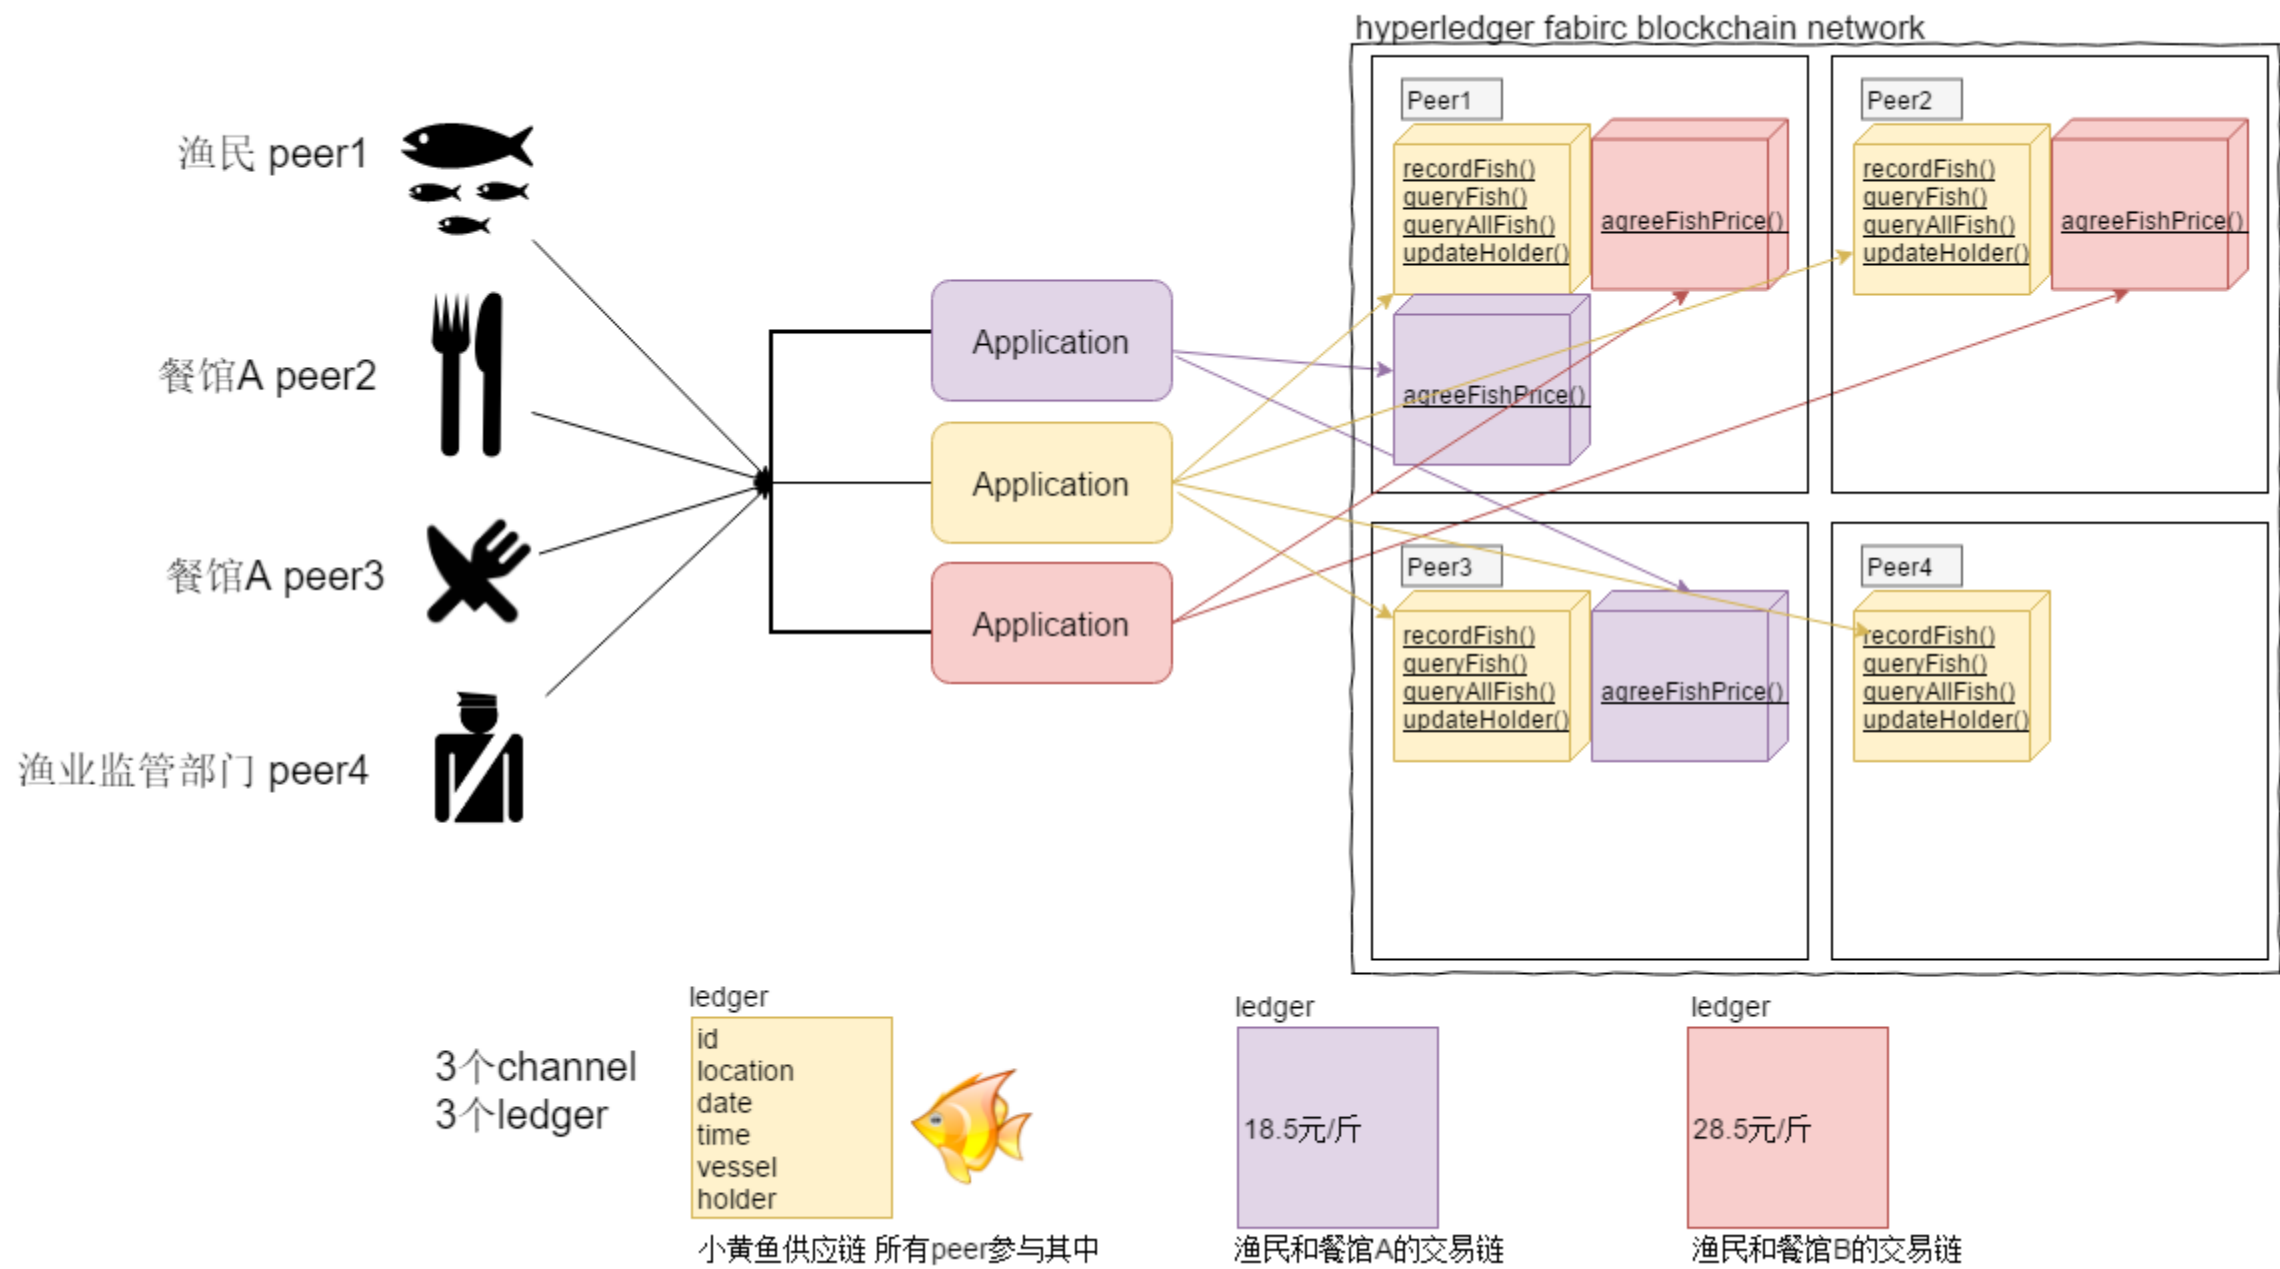 hyperledger fabirc blockchain network
渔民 peer1
餐馆A peer2
餐馆A peer3
渔业监管部门 peer4
Application
Application
Application
Peer1
recordFish()
queryFish()
queryAllFish()
updateHolder()
agreeFishPrice()
agreeFishPrice()
Peer2
recordFish()
queryFish()
queryAllFish()
updateHolder()
agreeFishPrice()
Peer3
recordFish()
queryFish()
queryAllFish()
updateHolder()
agreeFishPrice()
Peer4
recordFish()
queryFish()
queryAllFish()
updateHolder()
3个channel
3个ledger
ledger
id
location
date
time
vessel
holder
小黄鱼供应链 所有peer参与其中
ledger
18.5元/斤
渔民和餐馆A的交易链
ledger
28.5元/斤
渔民和餐馆B的交易链